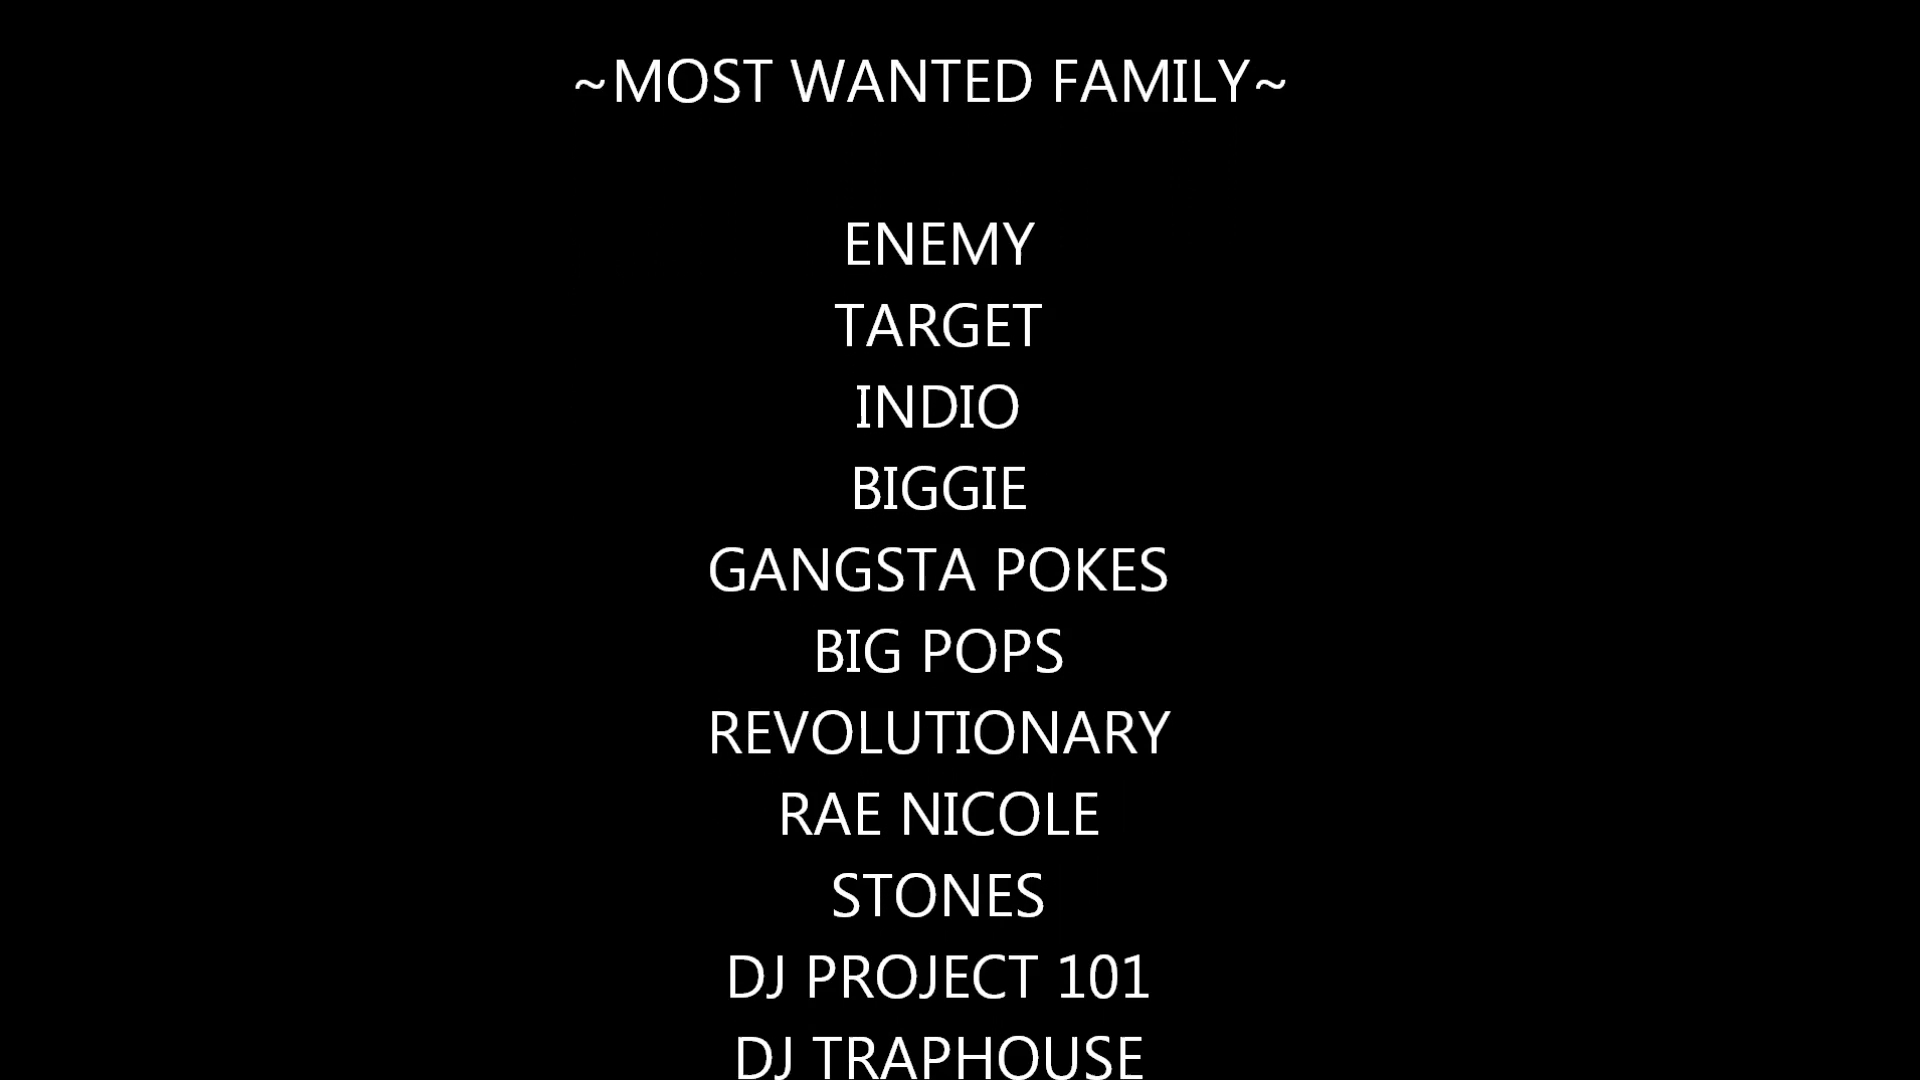 ~MOST WANTED FAMILY~
ENEMY
TARGET
INDIO
BIGGIE
GANGSTA POKES
BIG POPS
REVOLUTIONARY
RAE NICOLE
STONES
DJ PROJECT 101
DJ TRAPHOUSE